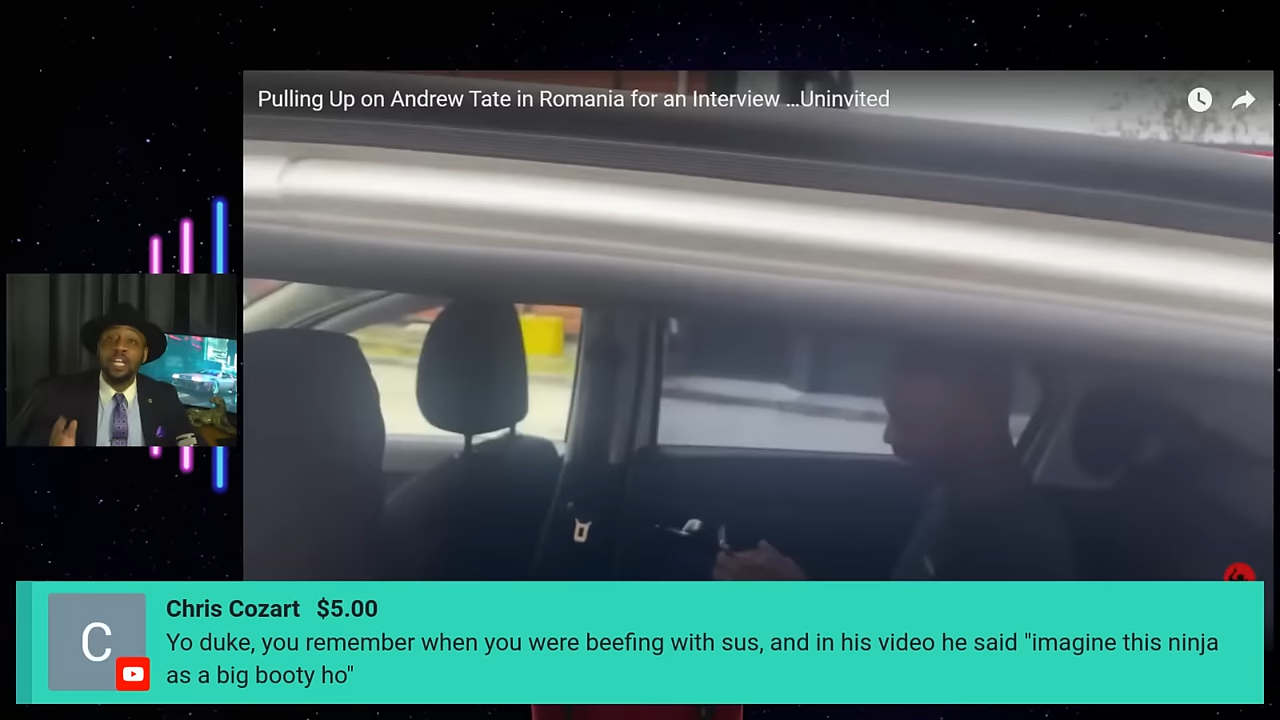 Pulling Up on Andrew Tate in Romania for an Interview ...Uninvited
C
Chris Cozart $5.00
Yo duke, you remember when you were beefing with sus, and in his video he said "imagine this ninja
as a big booty ho"